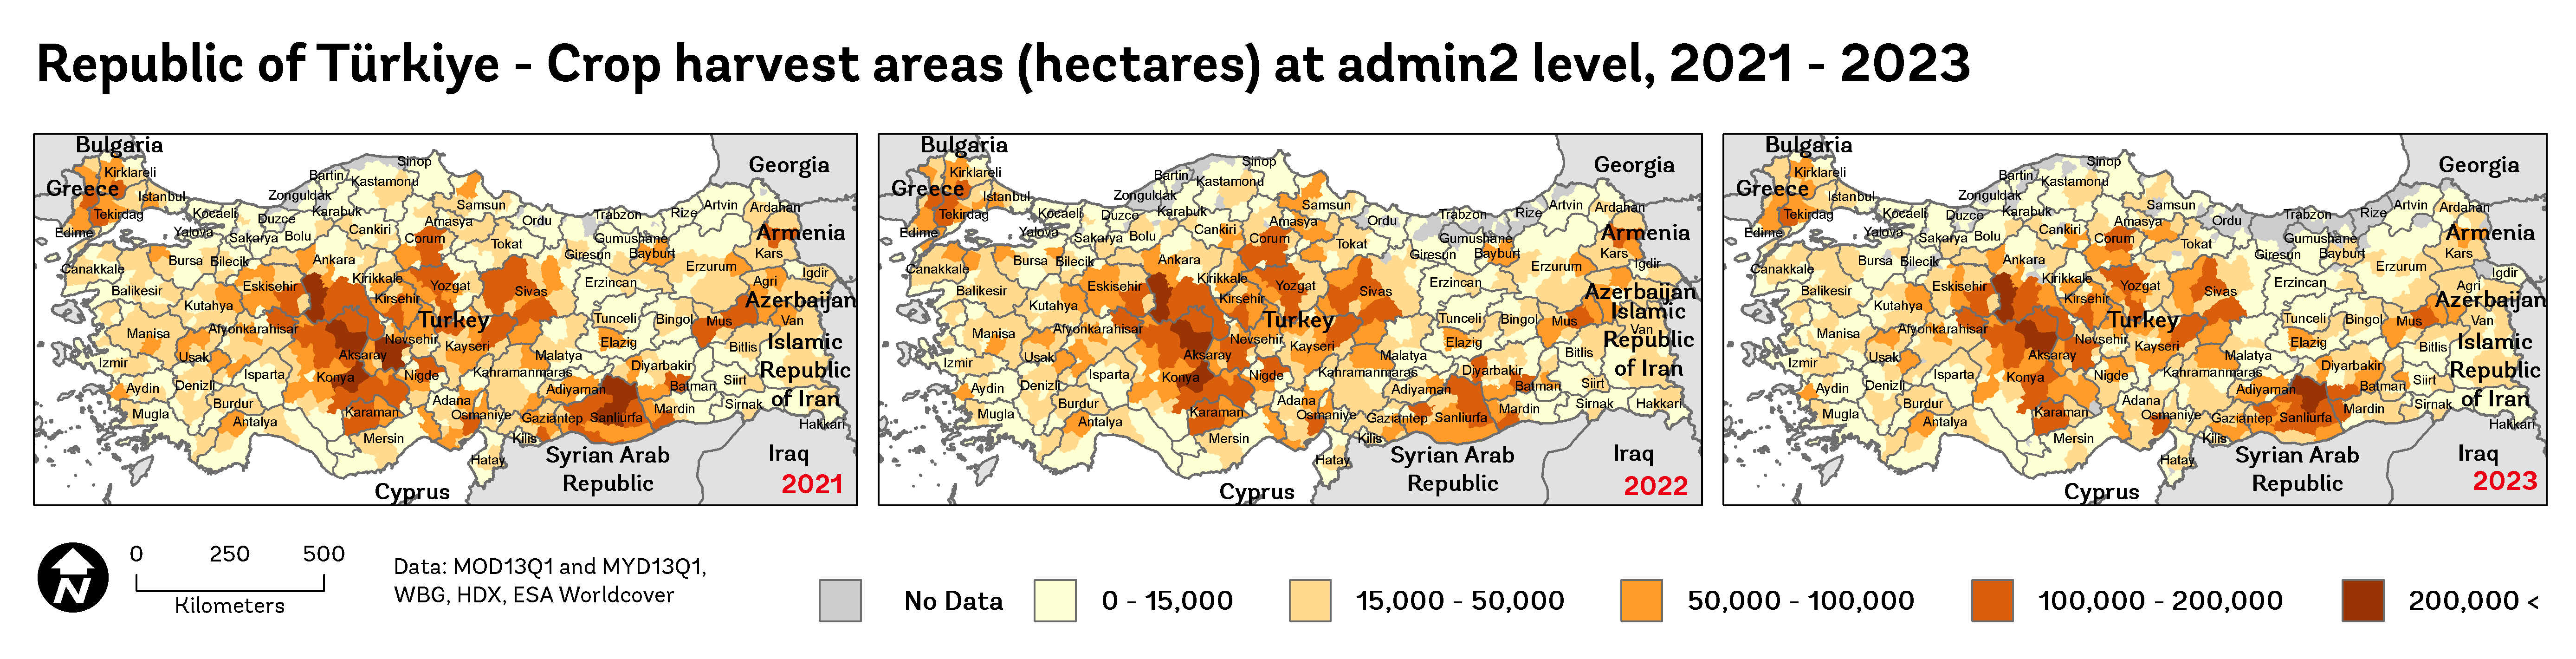 Republic of Türkiye - Crop harvest areas (hectares) at admin2 level, 2021 - 2023
Bulgaria
Georgia
Greece
Armenia
Azerbaijan
Turkey
Islamic
Republic
of Iran
Syrian Arab
Republic
Iraq
Cyprus
2021
Kirklareli
Istanbul
Tekirdag
Edirne
Bartin
Sinop
Kastamonu
Zonguldak
Karabuk
Kocaeli
Duzce
Yalova
Sakarya
Bolu
Cankiri
Corum
Amasya
Samsun
Tokat
Ordu
Trabzon
Rize
Artvin
Ardahan
Gumushane
Giresun
Bayburt
Kars
Erzurum
Igdir
Agri
Canakkale
Bursa
Bilecik
Ankara
Kirikkale
Balikesir
Eskisehir
Kutahya
Kirsehir
Yozgat
Sivas
Erzincan
Manisa
Afyonkarahisar
Nevsehir
Kayseri
Tunceli
Bingol
Mus
Van
Usak
Aksaray
Malatya
Elazig
Bitlis
Izmir
Isparta
Konya
Nigde
Kahramanmaras
Diyarbakir
Aydin
Denizli
Adiyaman
Batman
Siirt
Burdur
Adana
Mugla
Antalya
Karaman
Osmaniye
Gaziantep
Sanliurfa
Mardin
Sirnak
Hakkari
Mersin
Kilis
Hatay
Bulgaria
Georgia
Greece
Armenia
Azerbaijan
Turkey
Islamic
Republic
of Iran
Syrian Arab
Republic
Iraq
Cyprus
2022
Kirklareli
Istanbul
Tekirdag
Edirne
Bartin
Sinop
Kastamonu
Zonguldak
Karabuk
Kocaeli
Duzce
Yalova
Sakarya
Bolu
Cankiri
Corum
Amasya
Samsun
Tokat
Ordu
Trabzon
Rize
Artvin
Ardahan
Gumushane
Giresun
Bayburt
Kars
Erzurum
Igdir
Canakkale
Bursa
Bilecik
Ankara
Kirikkale
Balikesir
Eskisehir
Kutahya
Kirsehir
Yozgat
Sivas
Erzincan
Manisa
Afyonkarahisar
Nevsehir
Kayseri
Tunceli
Bingol
Mus
Van
Usak
Aksaray
Malatya
Elazig
Bitlis
Izmir
Isparta
Konya
Nigde
Kahramanmaras
Diyarbakir
Aydin
Denizli
Adiyaman
Batman
Siirt
Burdur
Adana
Mugla
Antalya
Karaman
Osmaniye
Gaziantep
Sanliurfa
Mardin
Sirnak
Hakkari
Mersin
Kilis
Hatay
Bulgaria
Georgia
Greece
Armenia
Azerbaijan
Turkey
Islamic
Republic
of Iran
Syrian Arab
Republic
Iraq
Cyprus
2023
Kirklareli
Istanbul
Tekirdag
Edirne
Bartin
Sinop
Kastamonu
Zonguldak
Karabuk
Kocaeli
Duzce
Yalova
Sakarya
Bolu
Cankiri
Corum
Amasya
Samsun
Tokat
Ordu
Trabzon
Rize
Artvin
Ardahan
Gumushane
Giresun
Bayburt
Kars
Erzurum
Igdir
Agri
Canakkale
Bursa
Bilecik
Ankara
Kirikkale
Balikesir
Eskisehir
Kutahya
Kirsehir
Yozgat
Sivas
Erzincan
Manisa
Afyonkarahisar
Nevsehir
Kayseri
Tunceli
Bingol
Mus
Van
Usak
Aksaray
Malatya
Elazig
Bitlis
Izmir
Isparta
Konya
Nigde
Kahramanmaras
Diyarbakir
Aydin
Denizli
Adiyaman
Batman
Siirt
Burdur
Adana
Mugla
Antalya
Karaman
Osmaniye
Gaziantep
Sanliurfa
Mardin
Sirnak
Hakkari
Mersin
Kilis
Hatay
N
0 250 500
Kilometers
Data: MOD13Q1 and MYD13Q1,
WBG, HDX, ESA Worldcover
No Data
0 - 15,000
15,000 - 50,000
50,000 - 100,000
100,000 - 200,000
200,000 <